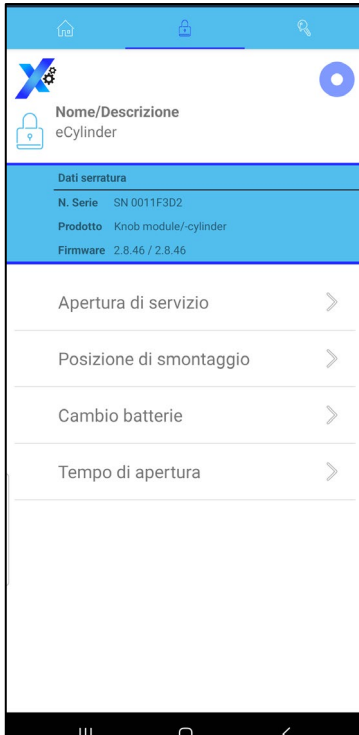 Nome/Descrizione
eCylinder
Dati serratura
N. Serie SN 0011F3D2
Prodotto Knob module/-cylinder
Firmware 2.8.46 / 2.8.46
Apertura di servizio
Posizione di smontaggio
Cambio batterie
Tempo di apertura